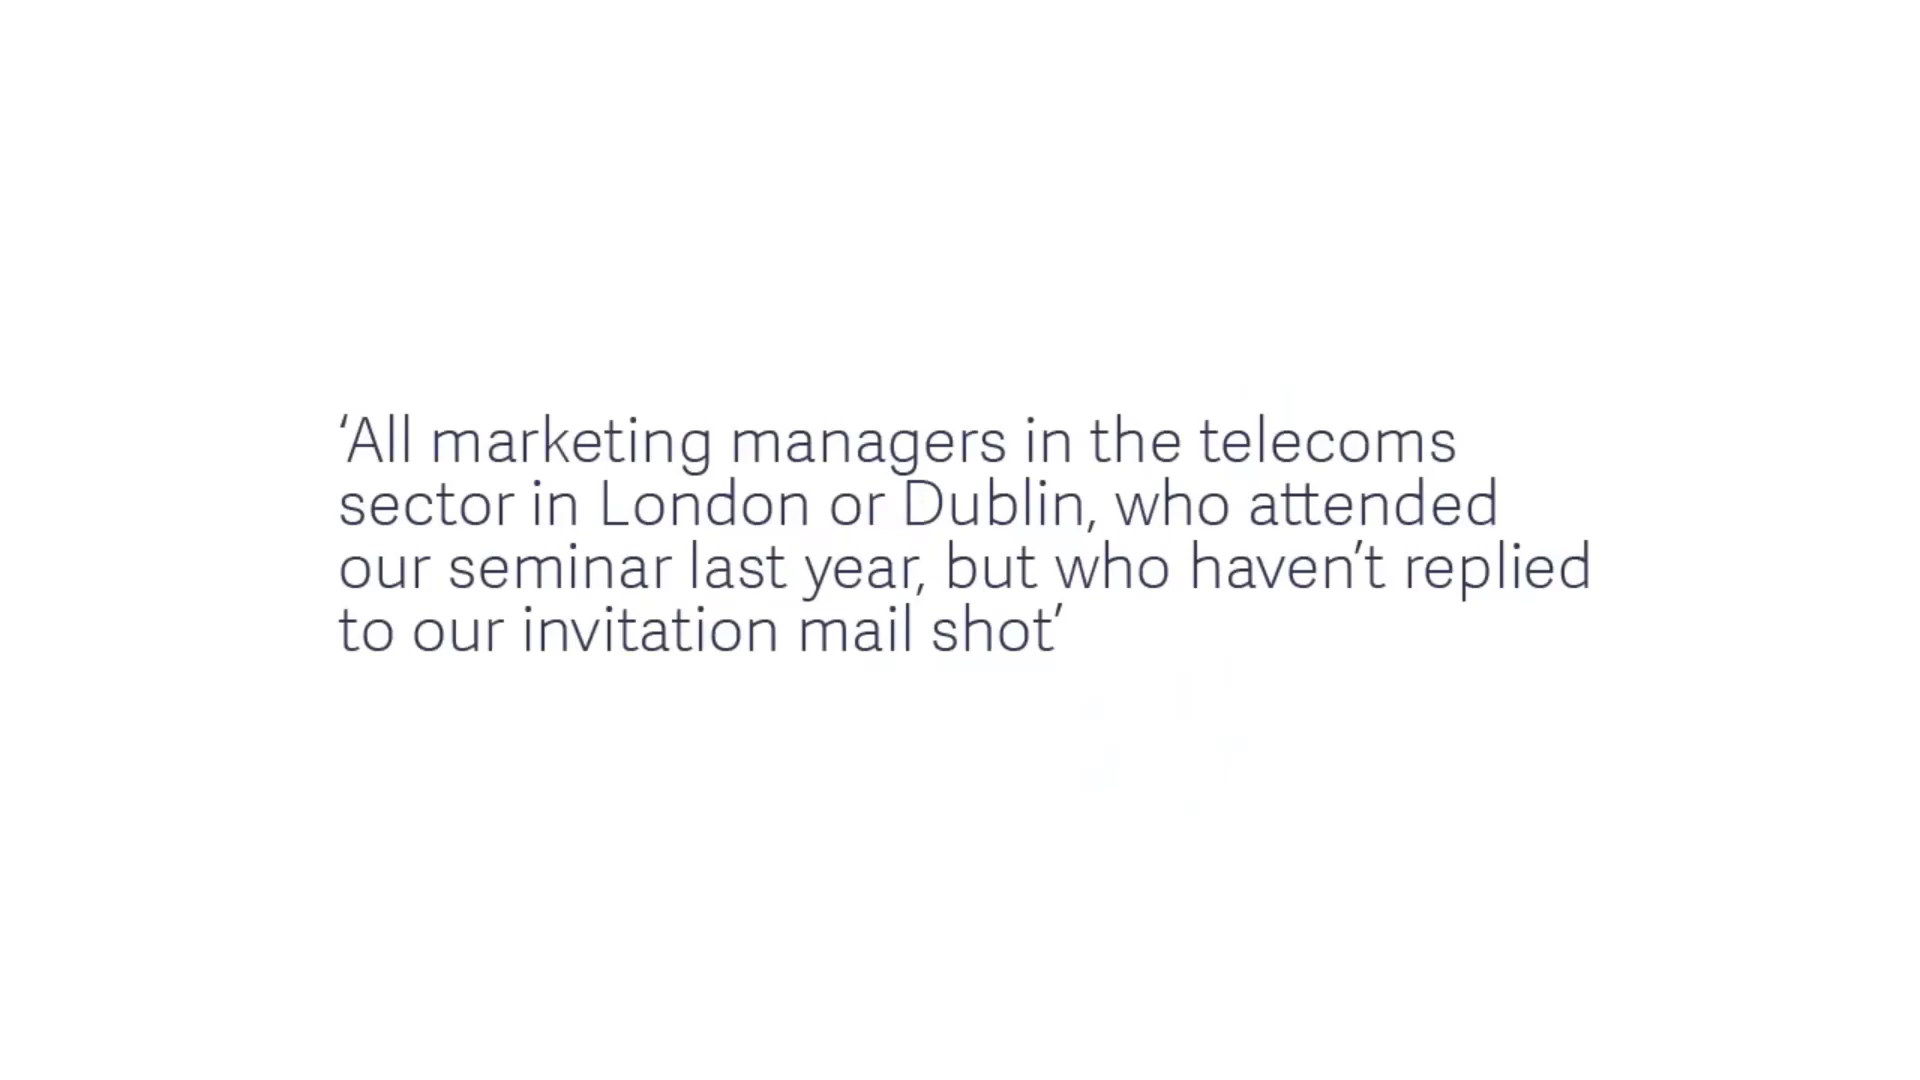 ‘All marketing managers in the telecoms
sector in London or Dublin, who attended
our seminar last year, but who haven’t replied
to our invitation mail shot’